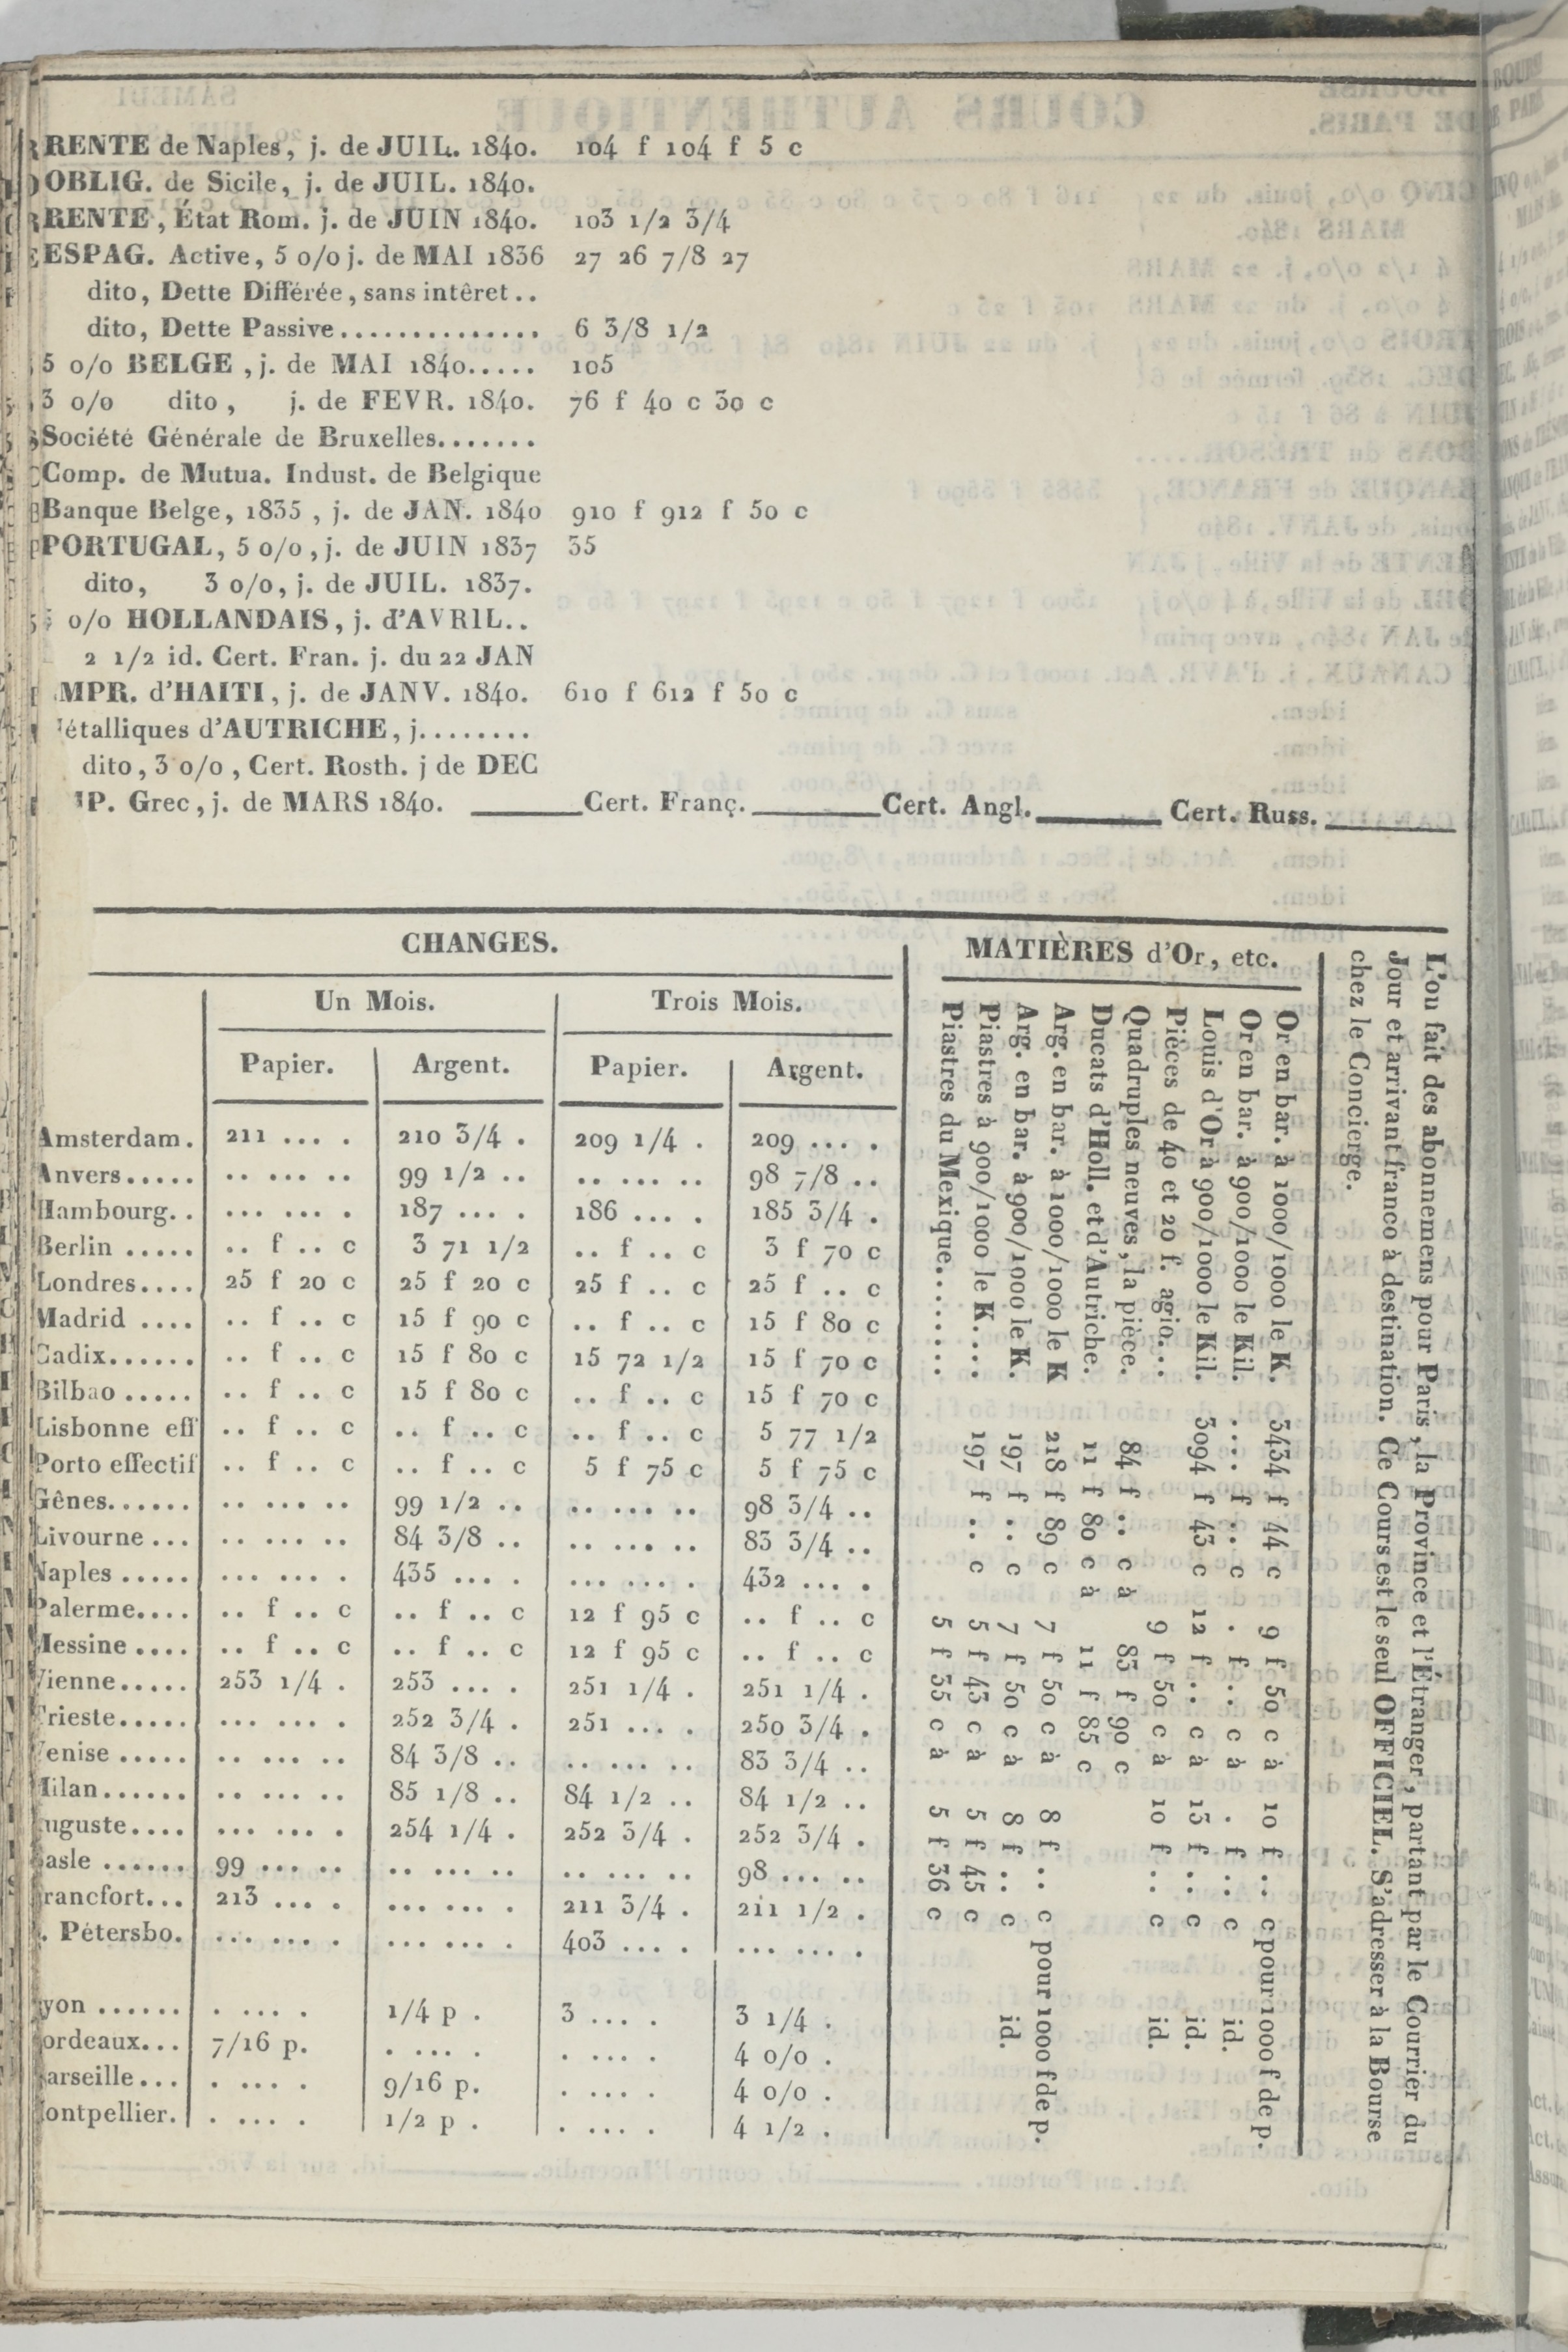 RENTE de Naples, j. de JUIL. 1840. 104 f 104 f 5 c
OBLIG. de Sicile, j. de JUIL. 1840.
RENTE, État Rom. j. de JUIN 1840. 103 1/2 3/4
ESPAG. Active, 5 o/o j. de MAI 1836 27 26 7/8 27
dito, Dette Différée, sans intêret..
dito, Dette Passive.............. 6 3/8 1/2
5 o/o BELGE, j. de MAI 1840..... 105
3 o/o dito, j. de FEVR. 1840. 76 f 40 c 30 c
Société Générale de Bruxelles.......
Comp. de Mutua. Indust. de Belgique
Banque Belge, 1835, j. de JAN. 1840 910 f 912 f 50 c
PORTUGAL, 5 o/o, j. de JUIN 1837 35
dito, 3 o/o, j. de JUIL. 1837.
o/o HOLLANDAIS, j. d'AVRIL..
2 1/2 id. Cert. Fran. j. du 22 JAN
MPR. d'HAITI, j. de JANV. 1840. 610 f 612 f 50 c
étalliques d'AUTRICHE, j........
dito, 3 o/o, Cert. Rosth. j de DEC
P. Grec, j. de MARS 1840. ______ Cert. Franç. ______ Cert. Angl. ______ Cert. Russ. ______
CHANGES.
Un Mois. Trois Mois.
Papier. Argent. Papier. Argent.
Amsterdam. 211 .... . 210 3/4 . 209 1/4 . 209 .... .
Anvers..... .. ... .. 99 1/2 .. .. ... .. 98 7/8 ..
Hambourg.. ... ... . 187 ... . 186 ... . 185 3/4 .
Berlin ..... .. f .. c 3 71 1/2 .. f .. c 3 f 70 c
Londres.... 25 f 20 c 25 f 20 c 25 f .. c 25 f .. c
Madrid .... .. f .. c 15 f 90 c .. f .. c 15 f 80 c
Cadix...... .. f .. c 15 f 80 c 15 72 1/2 15 f 70 c
Bilbao ..... .. f .. c 15 f 80 c .. f .. c 15 f 70 c
Lisbonne eff .. f .. c .. f .. c .. f .. c 5 77 1/2
Porto effectif .. f .. c .. f .. c 5 f 75 c 5 f 75 c
Gênes...... .. ... .. 99 1/2 .. .. ... .. 98 3/4 ..
Livourne ... .. ... .. 84 3/8 .. .. ... .. 83 3/4 ..
Naples ..... ... ... . 435 ... . ... ... . 432 ... .
Palerme.... .. f .. c .. f .. c 12 f 95 c .. f .. c
Messine .... .. f .. c .. f .. c 12 f 95 c .. f .. c
Vienne..... 253 1/4 . 253 ... . 251 1/4 . 251 1/4 .
Trieste..... ... ... . 252 3/4 . 251 ... . 250 3/4 .
Venise ..... .. ... .. 84 3/8 .. .. ... .. 83 3/4 ..
Milan...... .. ... .. 85 1/8 .. 84 1/2 .. 84 1/2 ..
uguste.... ... ... . 254 1/4 . 252 3/4 . 252 3/4 .
asle ...... 99 ... .. .. ... .. .. ... .. 98 ... ..
rancfort... 213 ... . ... ... . 211 3/4 . 211 1/2 .
. Pétersbo. ... ... . ... ... . 403 ... . ... ... .
yon ...... . ... . 1/4 p . 3 ... . 3 1/4 .
ordeaux... 7/16 p. . ... . . ... . 4 o/o .
arseille... . ... . 9/16 p. . ... . 4 o/o .
ontpellier. . ... . 1/2 p . . ... . 4 1/2 .
MATIÈRES d'Or, etc.
Or en bar. à 1000/1000 le K. 3434 f 44 c 9 f 50 c à 10 f .. c pour 1000 f de p.
Or en bar. à 900/1000 le Kil. .... f .. c . f .. c à . f .. c id.
Louis d'Or à 900/1000 le Kil. 3094 f 43 c 12 f .. c à 13 f .. c id.
Pièces de 40 et 20 f. agio.... 9 f 50 c à 10 f .. c id.
Quadruples neuves, la pièce. 84 f .. c à 83 f 90 c
Ducats d'Holl. et d'Autriche. 11 f 80 c à 11 f 85 c
Arg. en bar. à 1000/1000 le K 218 f 89 c 7 f 50 c à 8 f .. c pour 1000 f de p.
Arg. en bar. à 900/1000 le K. 197 f .. c 7 f 50 c à 8 f .. c id.
Piastres à 900/1000 le K.... 197 f .. c 5 f 43 c à 5 f 45 c
Piastres du Mexique........ 5 f 35 c à 5 f 36 c
L'ou fait des abonnemens pour Paris, la Province et l'Étranger, partant par le Courrier du
Jour et arrivant franco à destination. Ce Cours est le seul OFFICIEL. S'adresser à la Bourse
chez le Concierge.